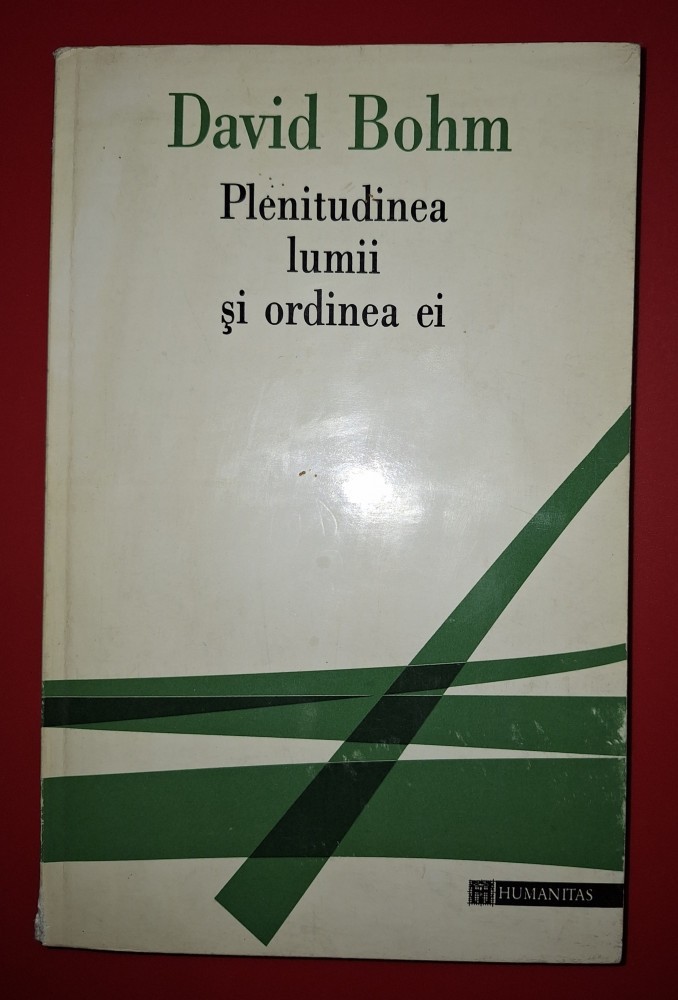 David Bohm
Plenitudinea
lumii
şi ordinea ei
HUMANITAS